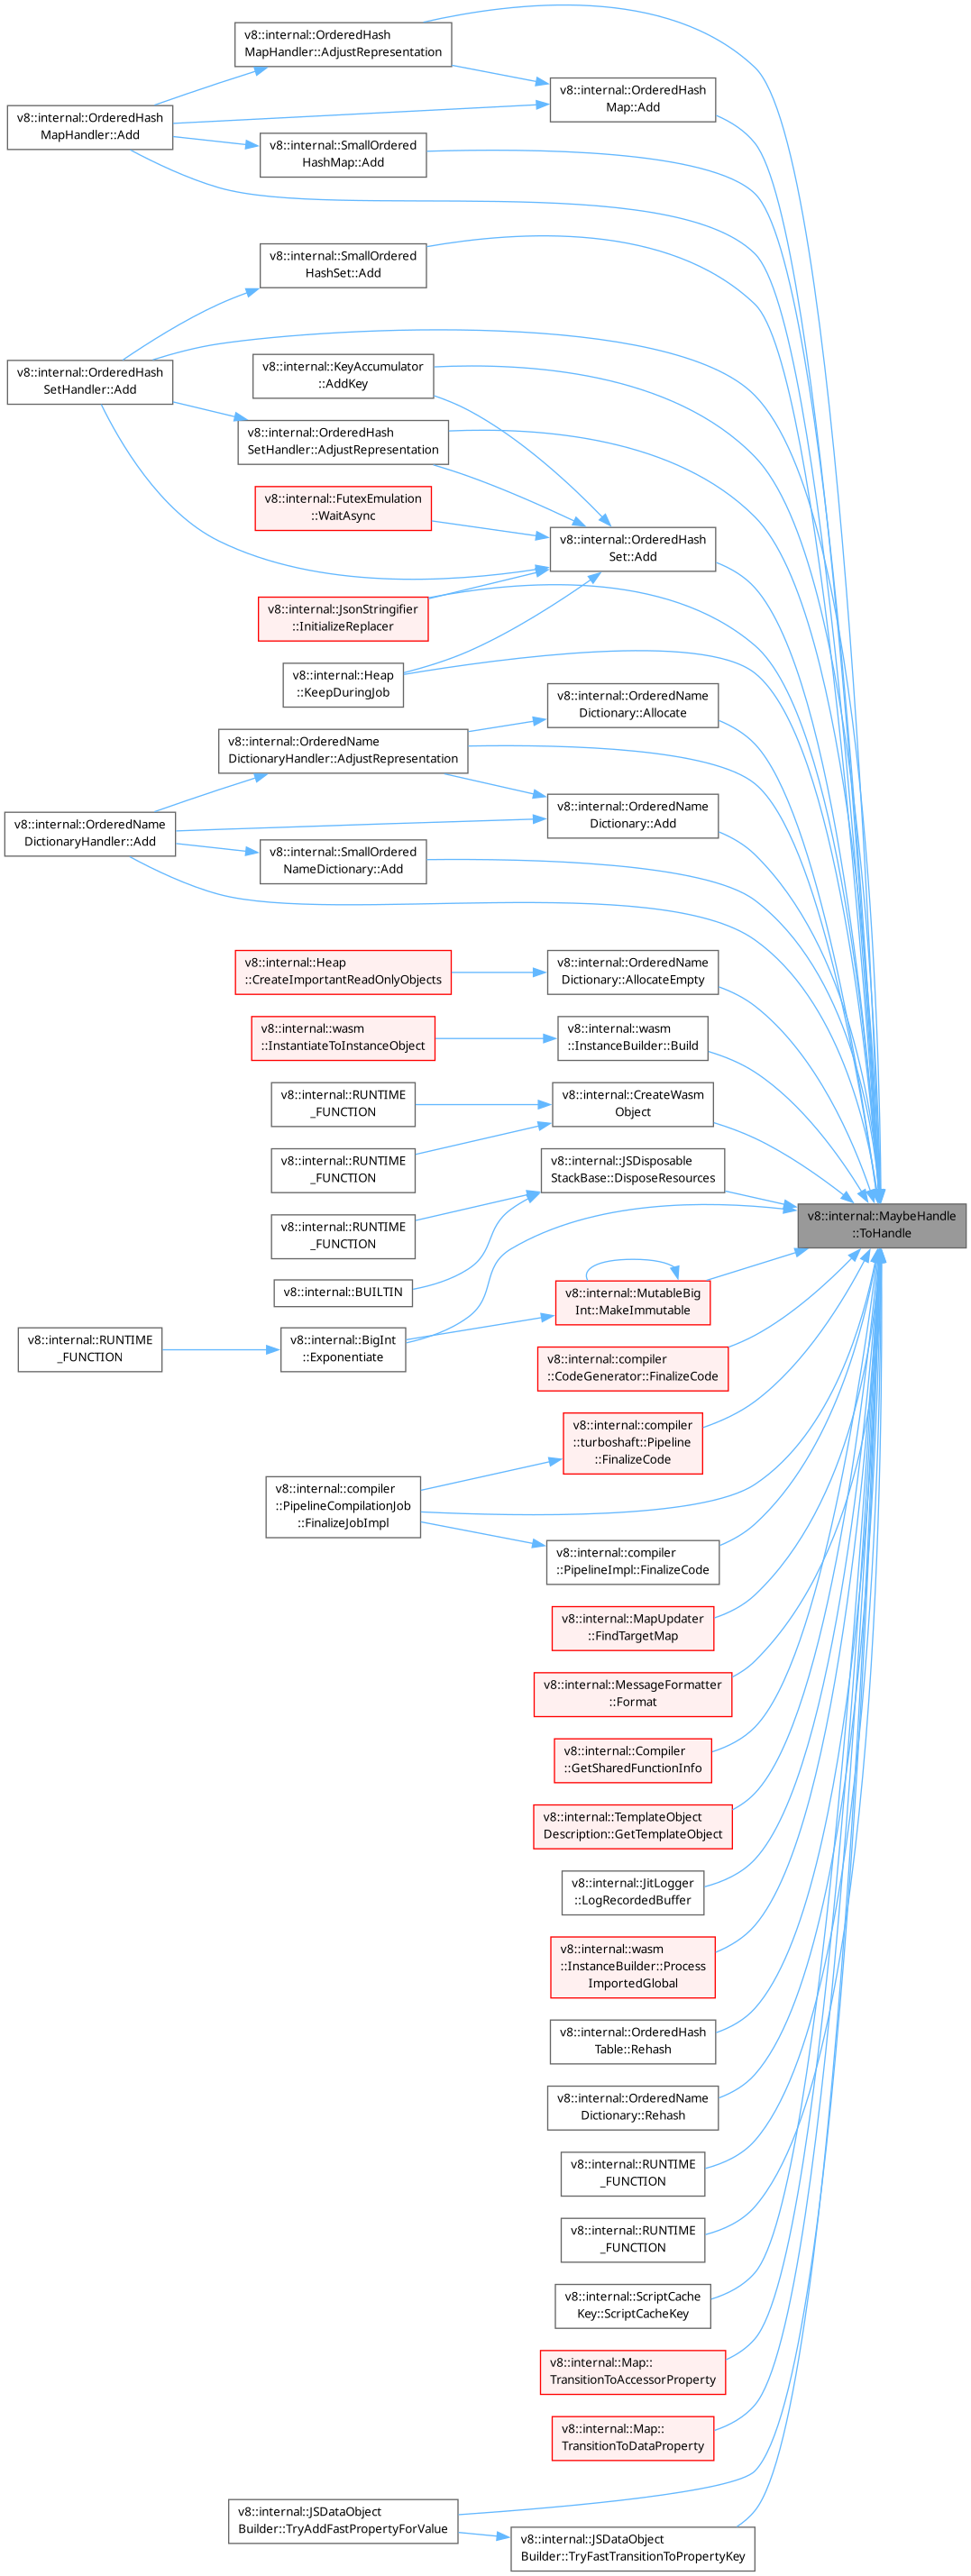 v8::internal::OrderedHash
MapHandler::AdjustRepresentation
v8::internal::OrderedHash
Map::Add
v8::internal::OrderedHash
MapHandler::Add
v8::internal::SmallOrdered
HashMap::Add
v8::internal::SmallOrdered
HashSet::Add
v8::internal::OrderedHash
SetHandler::Add
v8::internal::KeyAccumulator
::AddKey
v8::internal::OrderedHash
SetHandler::AdjustRepresentation
v8::internal::FutexEmulation
::WaitAsync
v8::internal::OrderedHash
Set::Add
v8::internal::JsonStringifier
::InitializeReplacer
v8::internal::Heap
::KeepDuringJob
v8::internal::OrderedName
Dictionary::Allocate
v8::internal::OrderedName
DictionaryHandler::AdjustRepresentation
v8::internal::OrderedName
Dictionary::Add
v8::internal::OrderedName
DictionaryHandler::Add
v8::internal::SmallOrdered
NameDictionary::Add
v8::internal::Heap
::CreateImportantReadOnlyObjects
v8::internal::OrderedName
Dictionary::AllocateEmpty
v8::internal::wasm
::InstantiateToInstanceObject
v8::internal::wasm
::InstanceBuilder::Build
v8::internal::RUNTIME
_FUNCTION
v8::internal::CreateWasm
Object
v8::internal::RUNTIME
_FUNCTION
v8::internal::JSDisposable
StackBase::DisposeResources
v8::internal::MaybeHandle
::ToHandle
v8::internal::RUNTIME
_FUNCTION
v8::internal::BUILTIN
v8::internal::MutableBig
Int::MakeImmutable
v8::internal::RUNTIME
_FUNCTION
v8::internal::BigInt
::Exponentiate
v8::internal::compiler
::CodeGenerator::FinalizeCode
v8::internal::compiler
::turboshaft::Pipeline
::FinalizeCode
v8::internal::compiler
::PipelineCompilationJob
::FinalizeJobImpl
v8::internal::compiler
::PipelineImpl::FinalizeCode
v8::internal::MapUpdater
::FindTargetMap
v8::internal::MessageFormatter
::Format
v8::internal::Compiler
::GetSharedFunctionInfo
v8::internal::TemplateObject
Description::GetTemplateObject
v8::internal::JitLogger
::LogRecordedBuffer
v8::internal::wasm
::InstanceBuilder::Process
ImportedGlobal
v8::internal::OrderedHash
Table::Rehash
v8::internal::OrderedName
Dictionary::Rehash
v8::internal::RUNTIME
_FUNCTION
v8::internal::RUNTIME
_FUNCTION
v8::internal::ScriptCache
Key::ScriptCacheKey
v8::internal::Map::
TransitionToAccessorProperty
v8::internal::Map::
TransitionToDataProperty
v8::internal::JSDataObject
Builder::TryAddFastPropertyForValue
v8::internal::JSDataObject
Builder::TryFastTransitionToPropertyKey